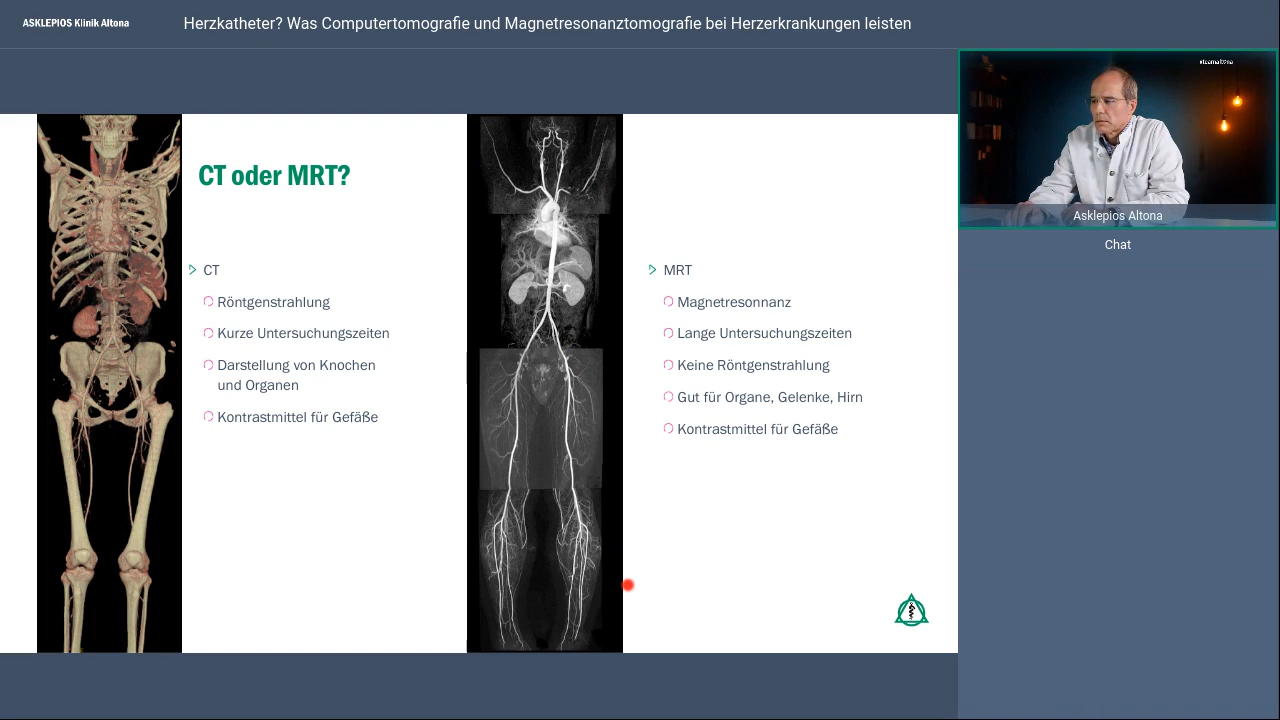 ASKLEPIOS Klinik Altona
Herzkatheter? Was Computertomografie und Magnetresonanztomografie bei Herzerkrankungen leisten
#teamaltona
Asklepios Altona
Chat
CT oder MRT?
CT
Röntgenstrahlung
Kurze Untersuchungszeiten
Darstellung von Knochen
und Organen
Kontrastmittel für Gefäße
MRT
Magnetresonnanz
Lange Untersuchungszeiten
Keine Röntgenstrahlung
Gut für Organe, Gelenke, Hirn
Kontrastmittel für Gefäße